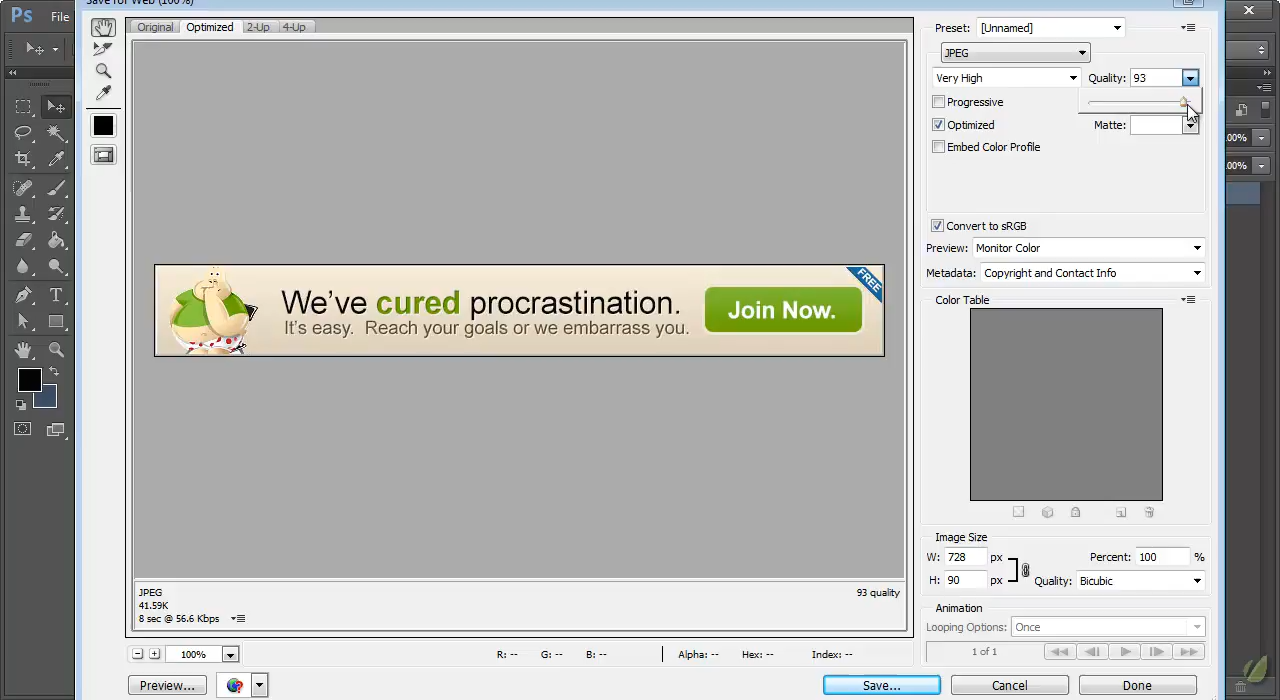 Save for Web (100%)
Ps File
Original Optimized 2-Up 4-Up
Preset: [Unnamed]
JPEG
Very High Quality: 93
Progressive
Optimized Matte:
Embed Color Profile
00%
00%
Convert to sRGB
Preview: Monitor Color
Metadata: Copyright and Contact Info
Color Table
FREE
We've cured procrastination.
It's easy. Reach your goals or we embarrass you.
Join Now.
T
Image Size
W: 728 px Percent: 100 %
H: 90 px Quality: Bicubic
JPEG 93 quality
41.59K
8 sec @ 56.6 Kbps
Animation
Looping Options: Once
1 of 1
100% R: -- G: -- B: -- Alpha: -- Hex: -- Index: --
Preview... Save... Cancel Done